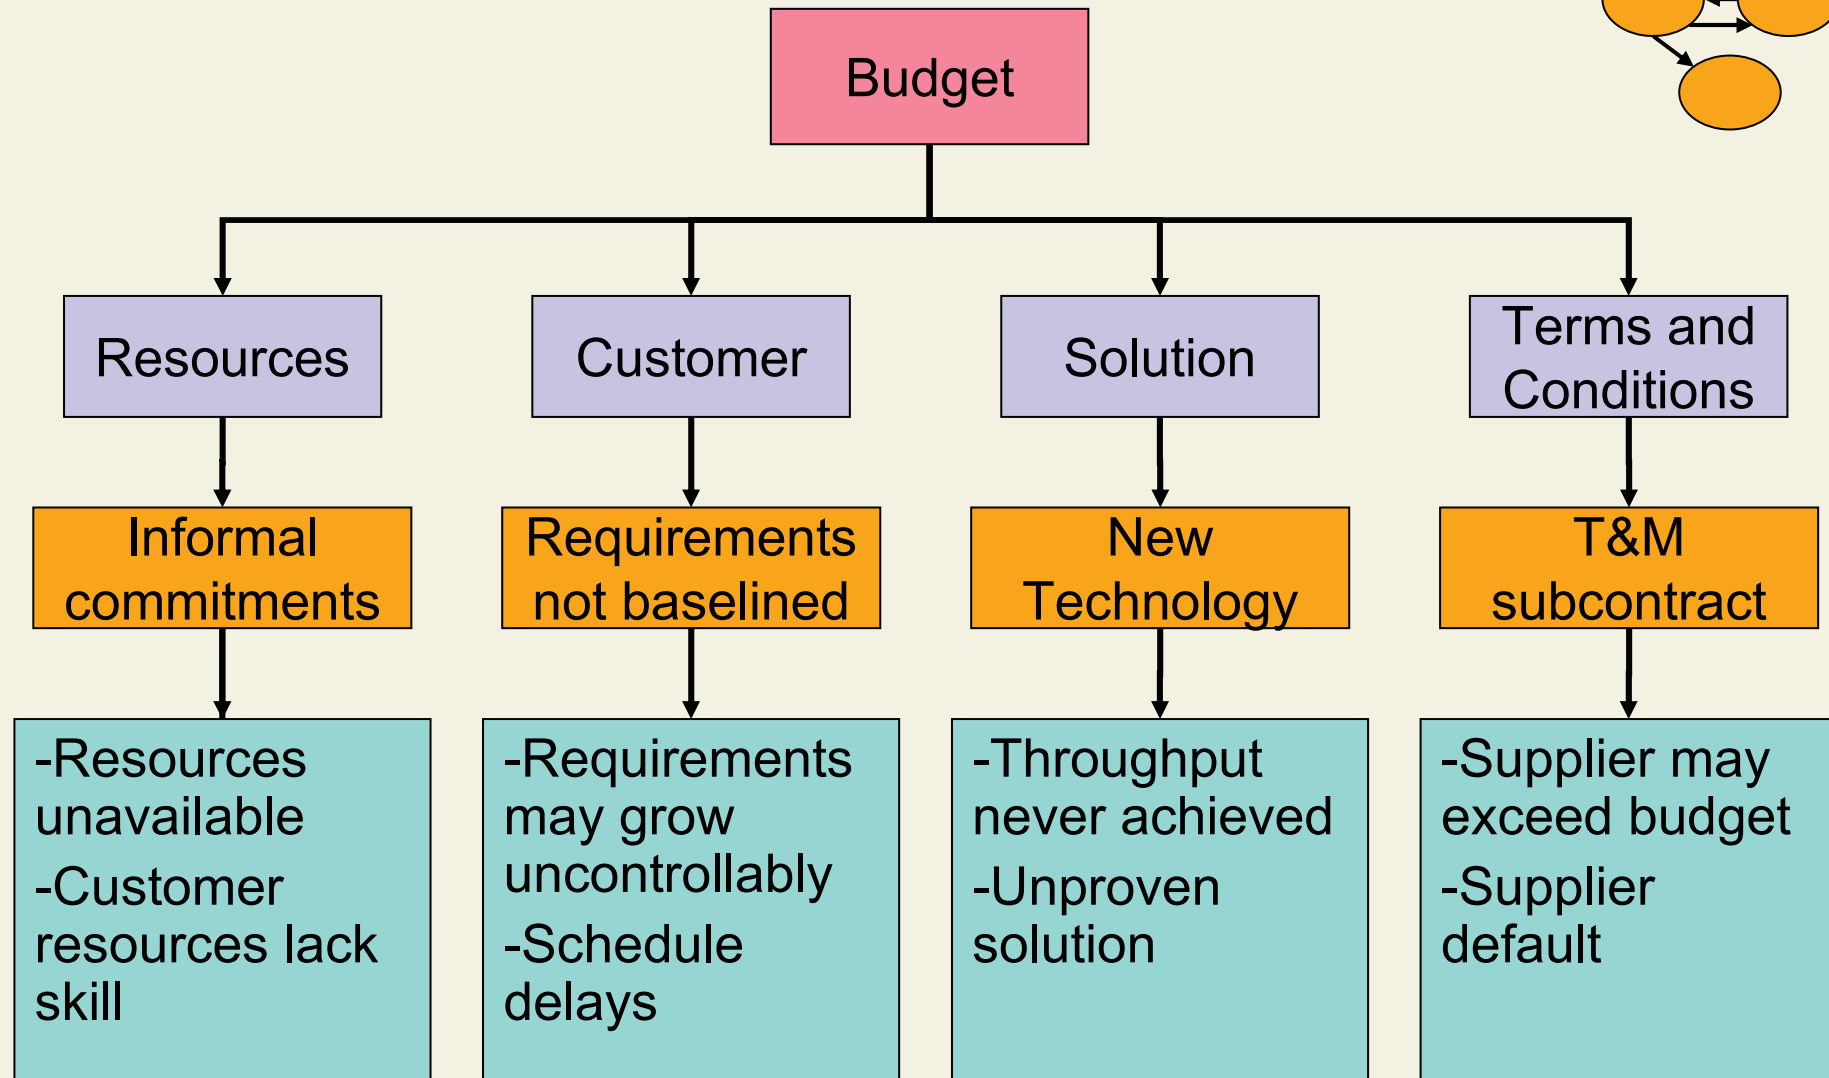 Budget
Resources
Customer
Solution
Terms and
Conditions
Informal
commitments
Requirements
not baselined
New
Technology
T&M
subcontract
-Resources
unavailable
-Customer
resources lack
skill
-Requirements
may grow
uncontrollably
-Schedule
delays
-Throughput
never achieved
-Unproven
solution
-Supplier may
exceed budget
-Supplier
default